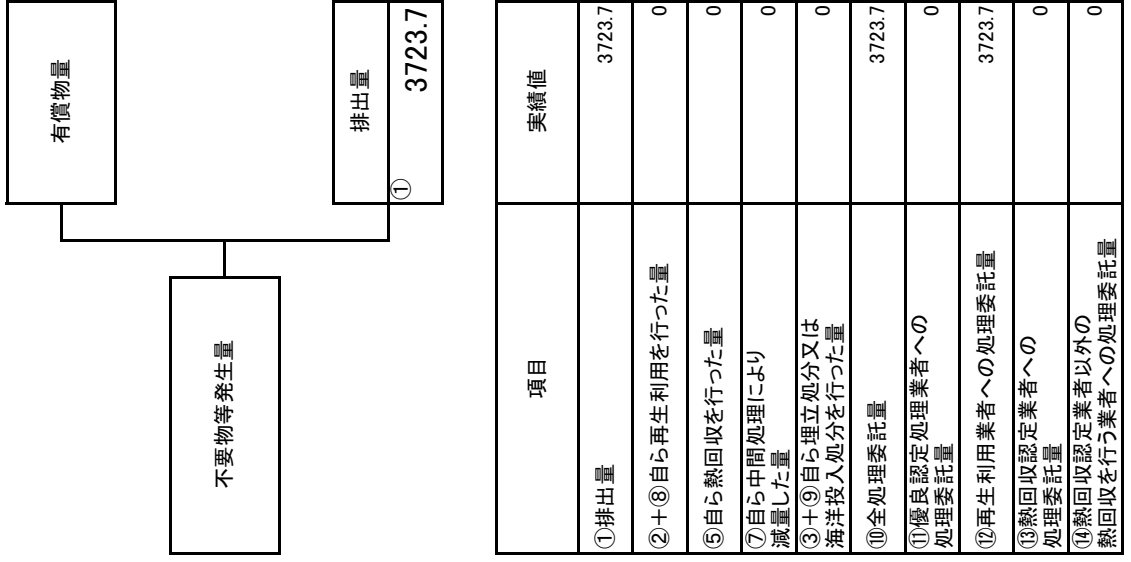 有償物量
不要物等発生量
排出量
①
3723.7
項目
実績値
①排出量
3723.7
②+⑧自ら再生利用を行った量
0
⑤自ら熱回収を行った量
0
⑦自ら中間処理により
減量した量
0
③+⑨自ら埋立処分又は
海洋投入処分を行った量
0
⑩全処理委託量
3723.7
⑪優良認定処理業者への
処理委託量
0
⑫再生利用業者への処理委託量
3723.7
⑬熱回収認定業者への
処理委託量
0
⑭熱回収認定業者以外の
熱回収を行う業者への処理委託量
0